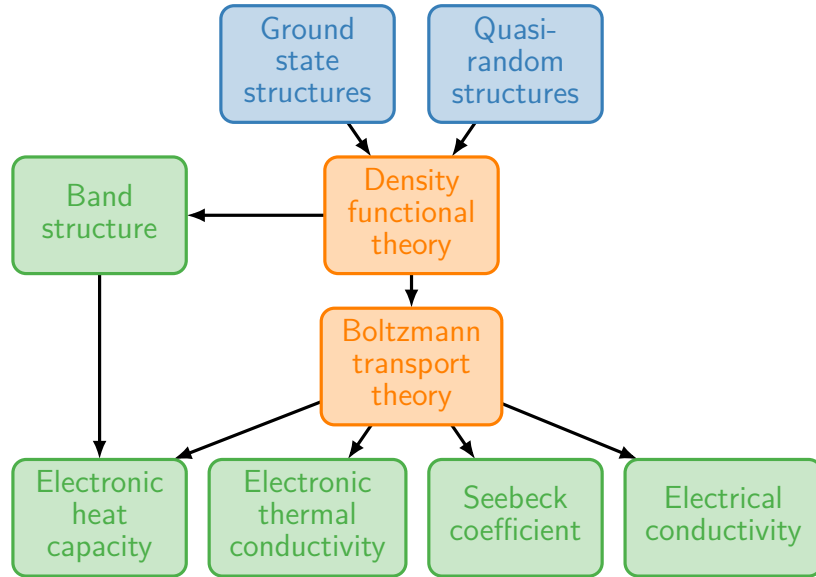 Ground
state
structures
Quasi-
random
structures
Band
structure
Density
functional
theory
Boltzmann
transport
theory
Electronic
heat
capacity
Electronic
thermal
conductivity
Seebeck
coefficient
Electrical
conductivity